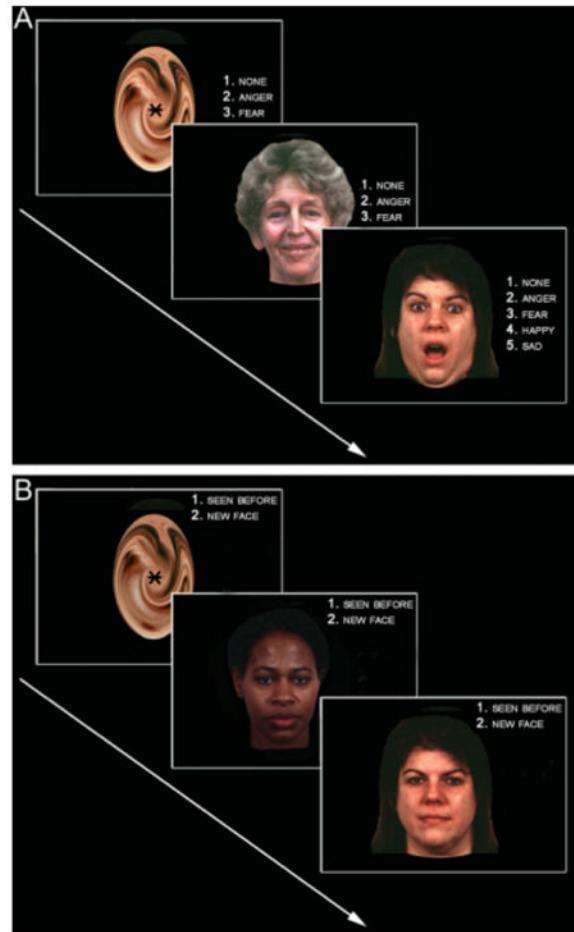 A
1. NONE
2. ANGER
3. FEAR
1. NONE
2. ANGER
3. FEAR
1. NONE
2. ANGER
3. FEAR
4. HAPPY
5. SAD
B
1. SEEN BEFORE
2. NEW FACE
1. SEEN BEFORE
2. NEW FACE
1. SEEN BEFORE
2. NEW FACE